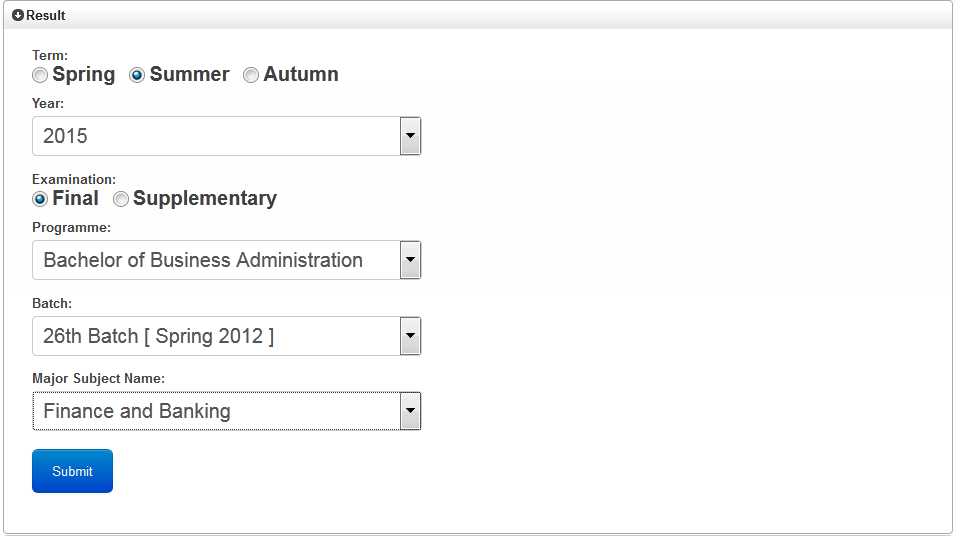 Result
Term:
Spring Summer Autumn
Year:
2015
Examination:
Final Supplementary
Programme:
Bachelor of Business Administration
Batch:
26th Batch [ Spring 2012 ]
Major Subject Name:
Finance and Banking
Submit